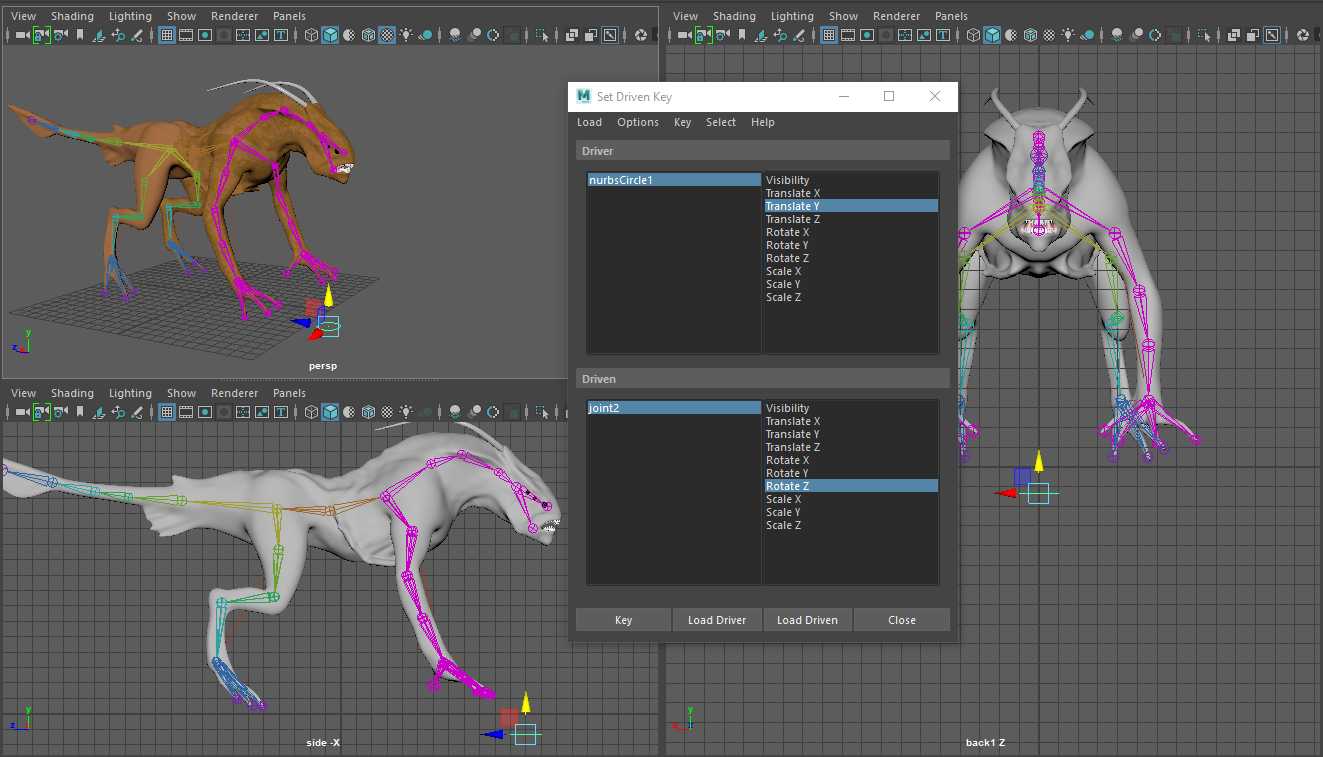 View Shading Lighting Show Renderer Panels
persp
y
z
View Shading Lighting Show Renderer Panels
y
z
side -X
View Shading Lighting Show Renderer Panels
y
x
back1 Z
M Set Driven Key
Load Options Key Select Help
Driver
nurbsCircle1
Visibility
Translate X
Translate Y
Translate Z
Rotate X
Rotate Y
Rotate Z
Scale X
Scale Y
Scale Z
Driven
joint2
Visibility
Translate X
Translate Y
Translate Z
Rotate X
Rotate Y
Rotate Z
Scale X
Scale Y
Scale Z
Key Load Driver Load Driven Close